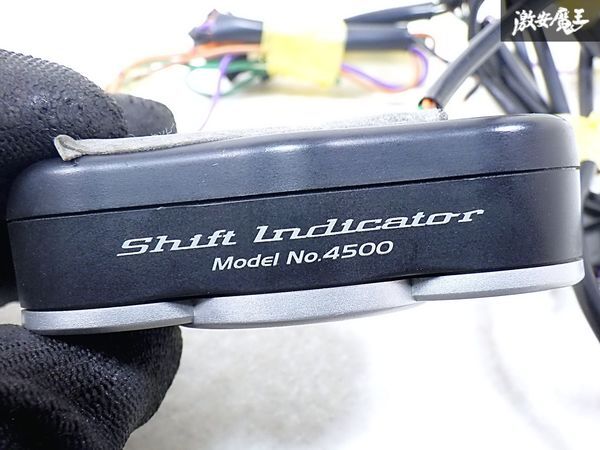 激安魔王
Shift Indicator
Model No.4500